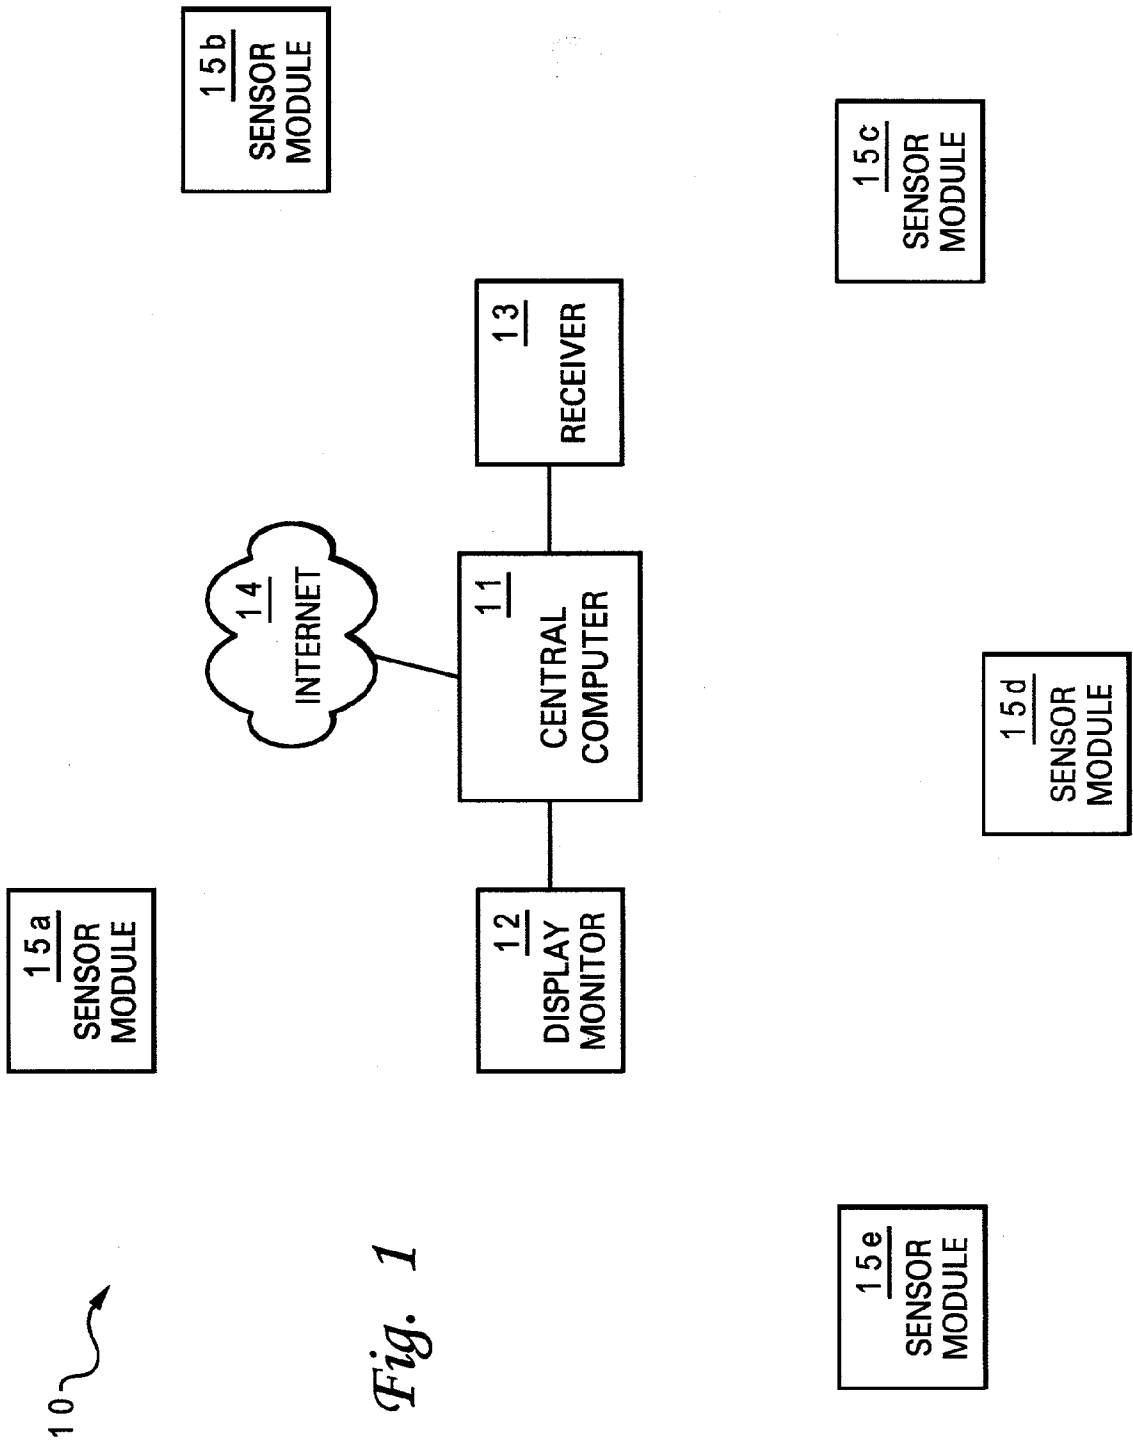 10
15a
SENSOR
MODULE
15b
SENSOR
MODULE
14
INTERNET
12
DISPLAY
MONITOR
11
CENTRAL
COMPUTER
13
RECEIVER
15e
SENSOR
MODULE
15d
SENSOR
MODULE
15c
SENSOR
MODULE
Fig. 1